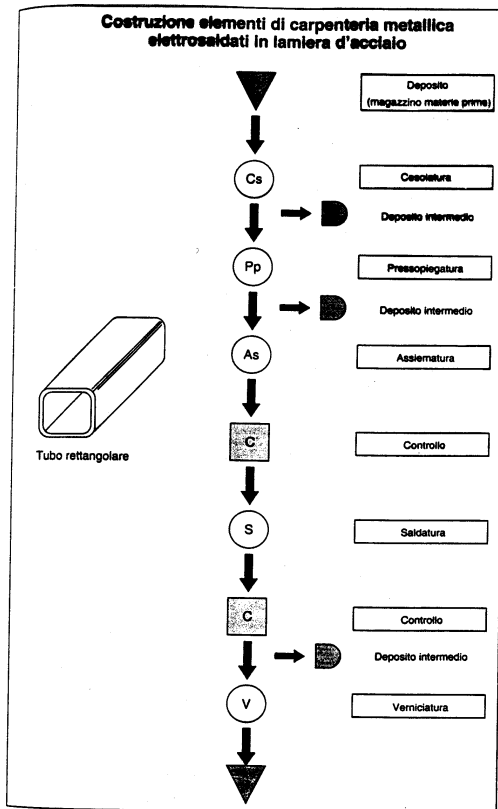 Costruzione elementi di carpenteria metallica
elettrosaldati in lamiera d'acciaio
Deposito
(magazzino materie prime)
Cs
Cesoiatura
Deposito intermedio
Pp
Pressopiegatura
Deposito intermedio
As
Assiematura
C
Controllo
Tubo rettangolare
S
Saldatura
C
Controllo
Deposito intermedio
V
Verniciatura